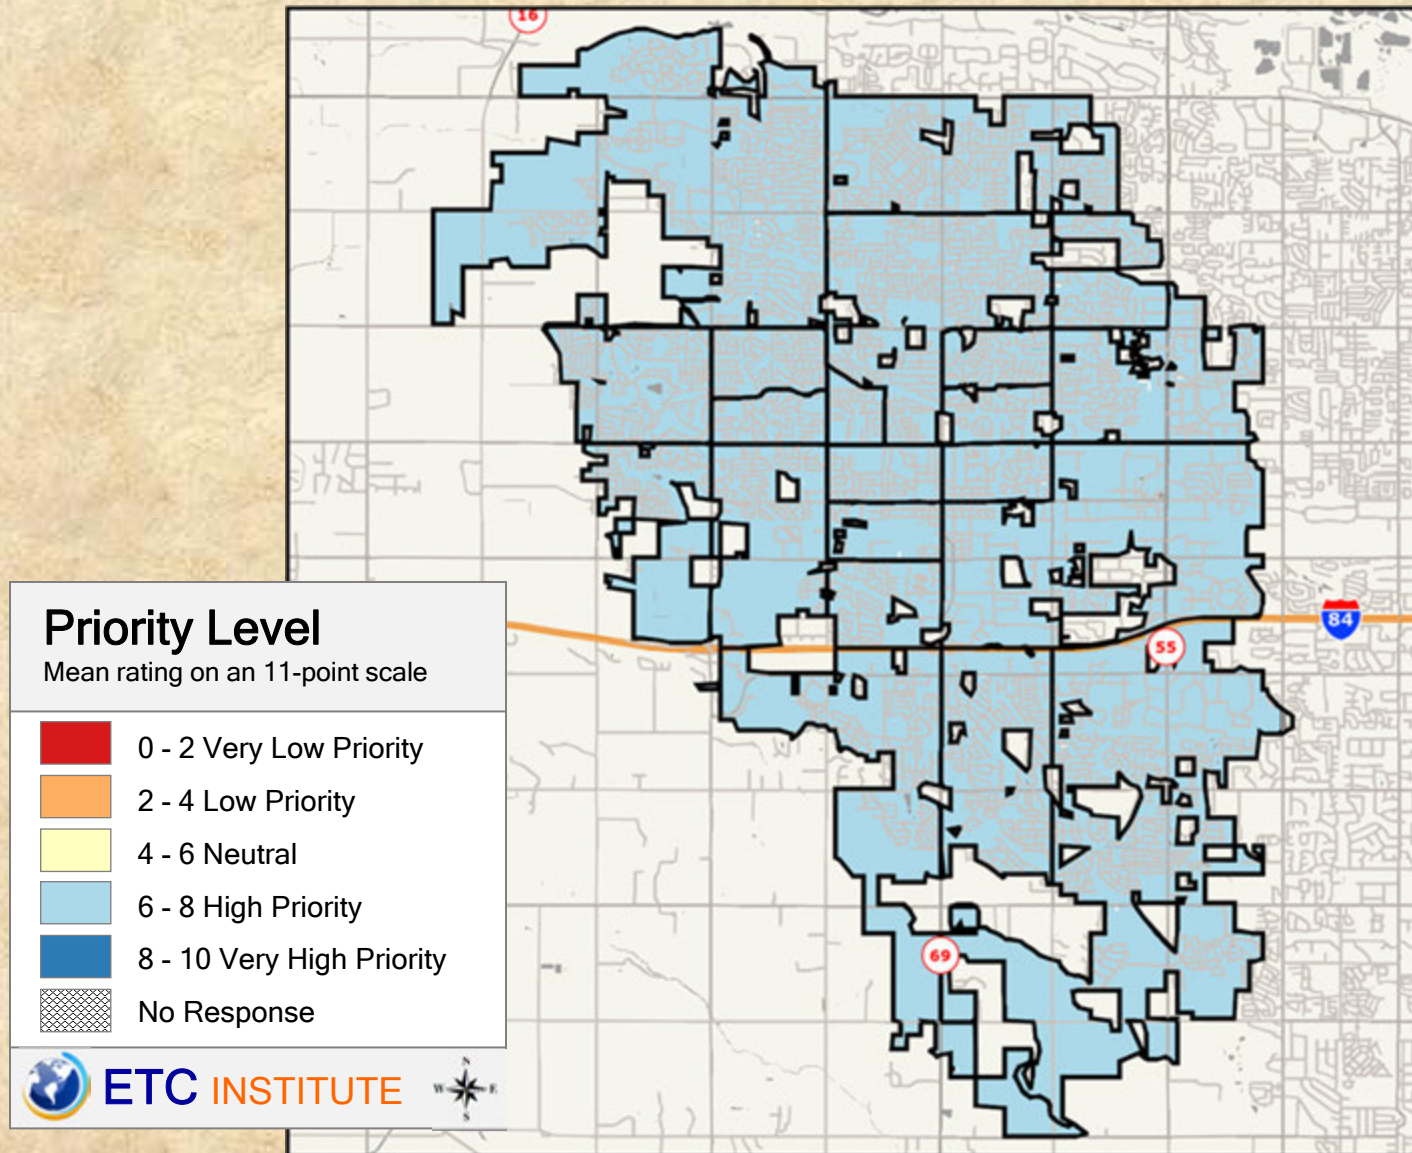 16
84
55
69
Priority Level
Mean rating on an 11-point scale
0 - 2 Very Low Priority
2 - 4 Low Priority
4 - 6 Neutral
6 - 8 High Priority
8 - 10 Very High Priority
No Response
ETC INSTITUTE
N
W E
S